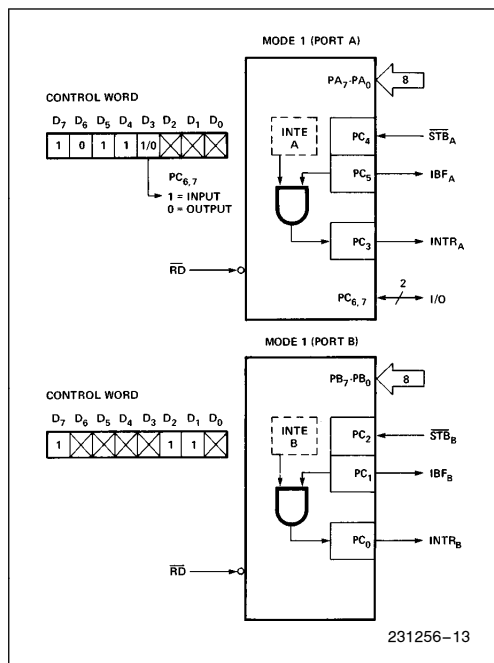 MODE 1 (PORT A)
PA7-PA0
8
CONTROL WORD
D7 D6 D5 D4 D3 D2 D1 D0
1 0 1 1 1/0
PC6, 7
1 = INPUT
0 = OUTPUT
INTE
A
PC4
STBA
PC5
IBFA
PC3
INTRA
RD
PC6, 7
2
I/O
MODE 1 (PORT B)
PB7-PB0
8
CONTROL WORD
D7 D6 D5 D4 D3 D2 D1 D0
1 1 1
INTE
B
PC2
STBB
PC1
IBFB
PC0
INTRB
RD
231256–13